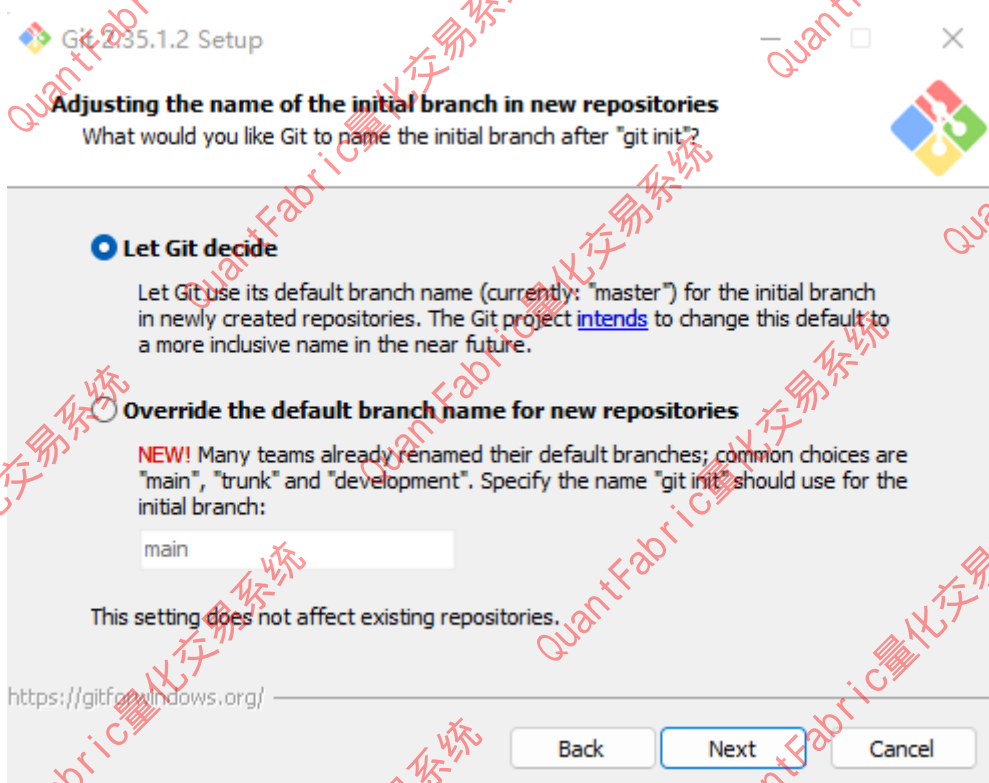 Git 2.35.1.2 Setup
Adjusting the name of the initial branch in new repositories
What would you like Git to name the initial branch after "git init"?
Let Git decide
Let Git use its default branch name (currently: "master") for the initial branch
in newly created repositories. The Git project intends to change this default to
a more inclusive name in the near future.
Override the default branch name for new repositories
NEW! Many teams already renamed their default branches; common choices are
"main", "trunk" and "development". Specify the name "git init" should use for the
initial branch:
main
This setting does not affect existing repositories.
https://gitforwindows.org/
Back
Next
Cancel
QuantFabric量化交易系统